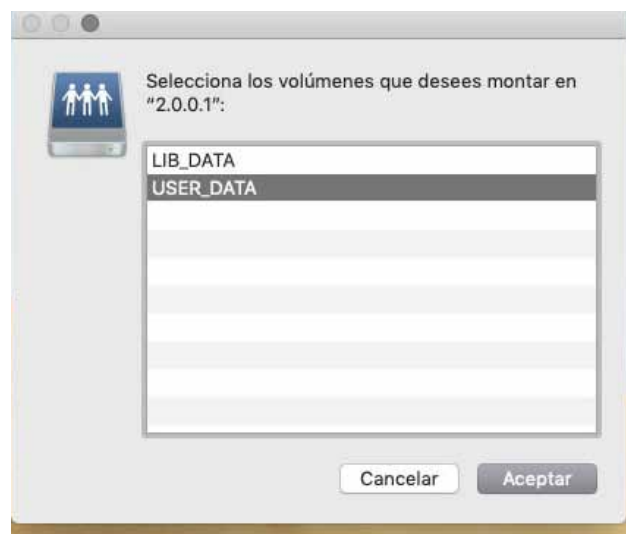 Selecciona los volúmenes que desees montar en
“2.0.0.1”:
LIB_DATA
USER_DATA
Cancelar
Aceptar